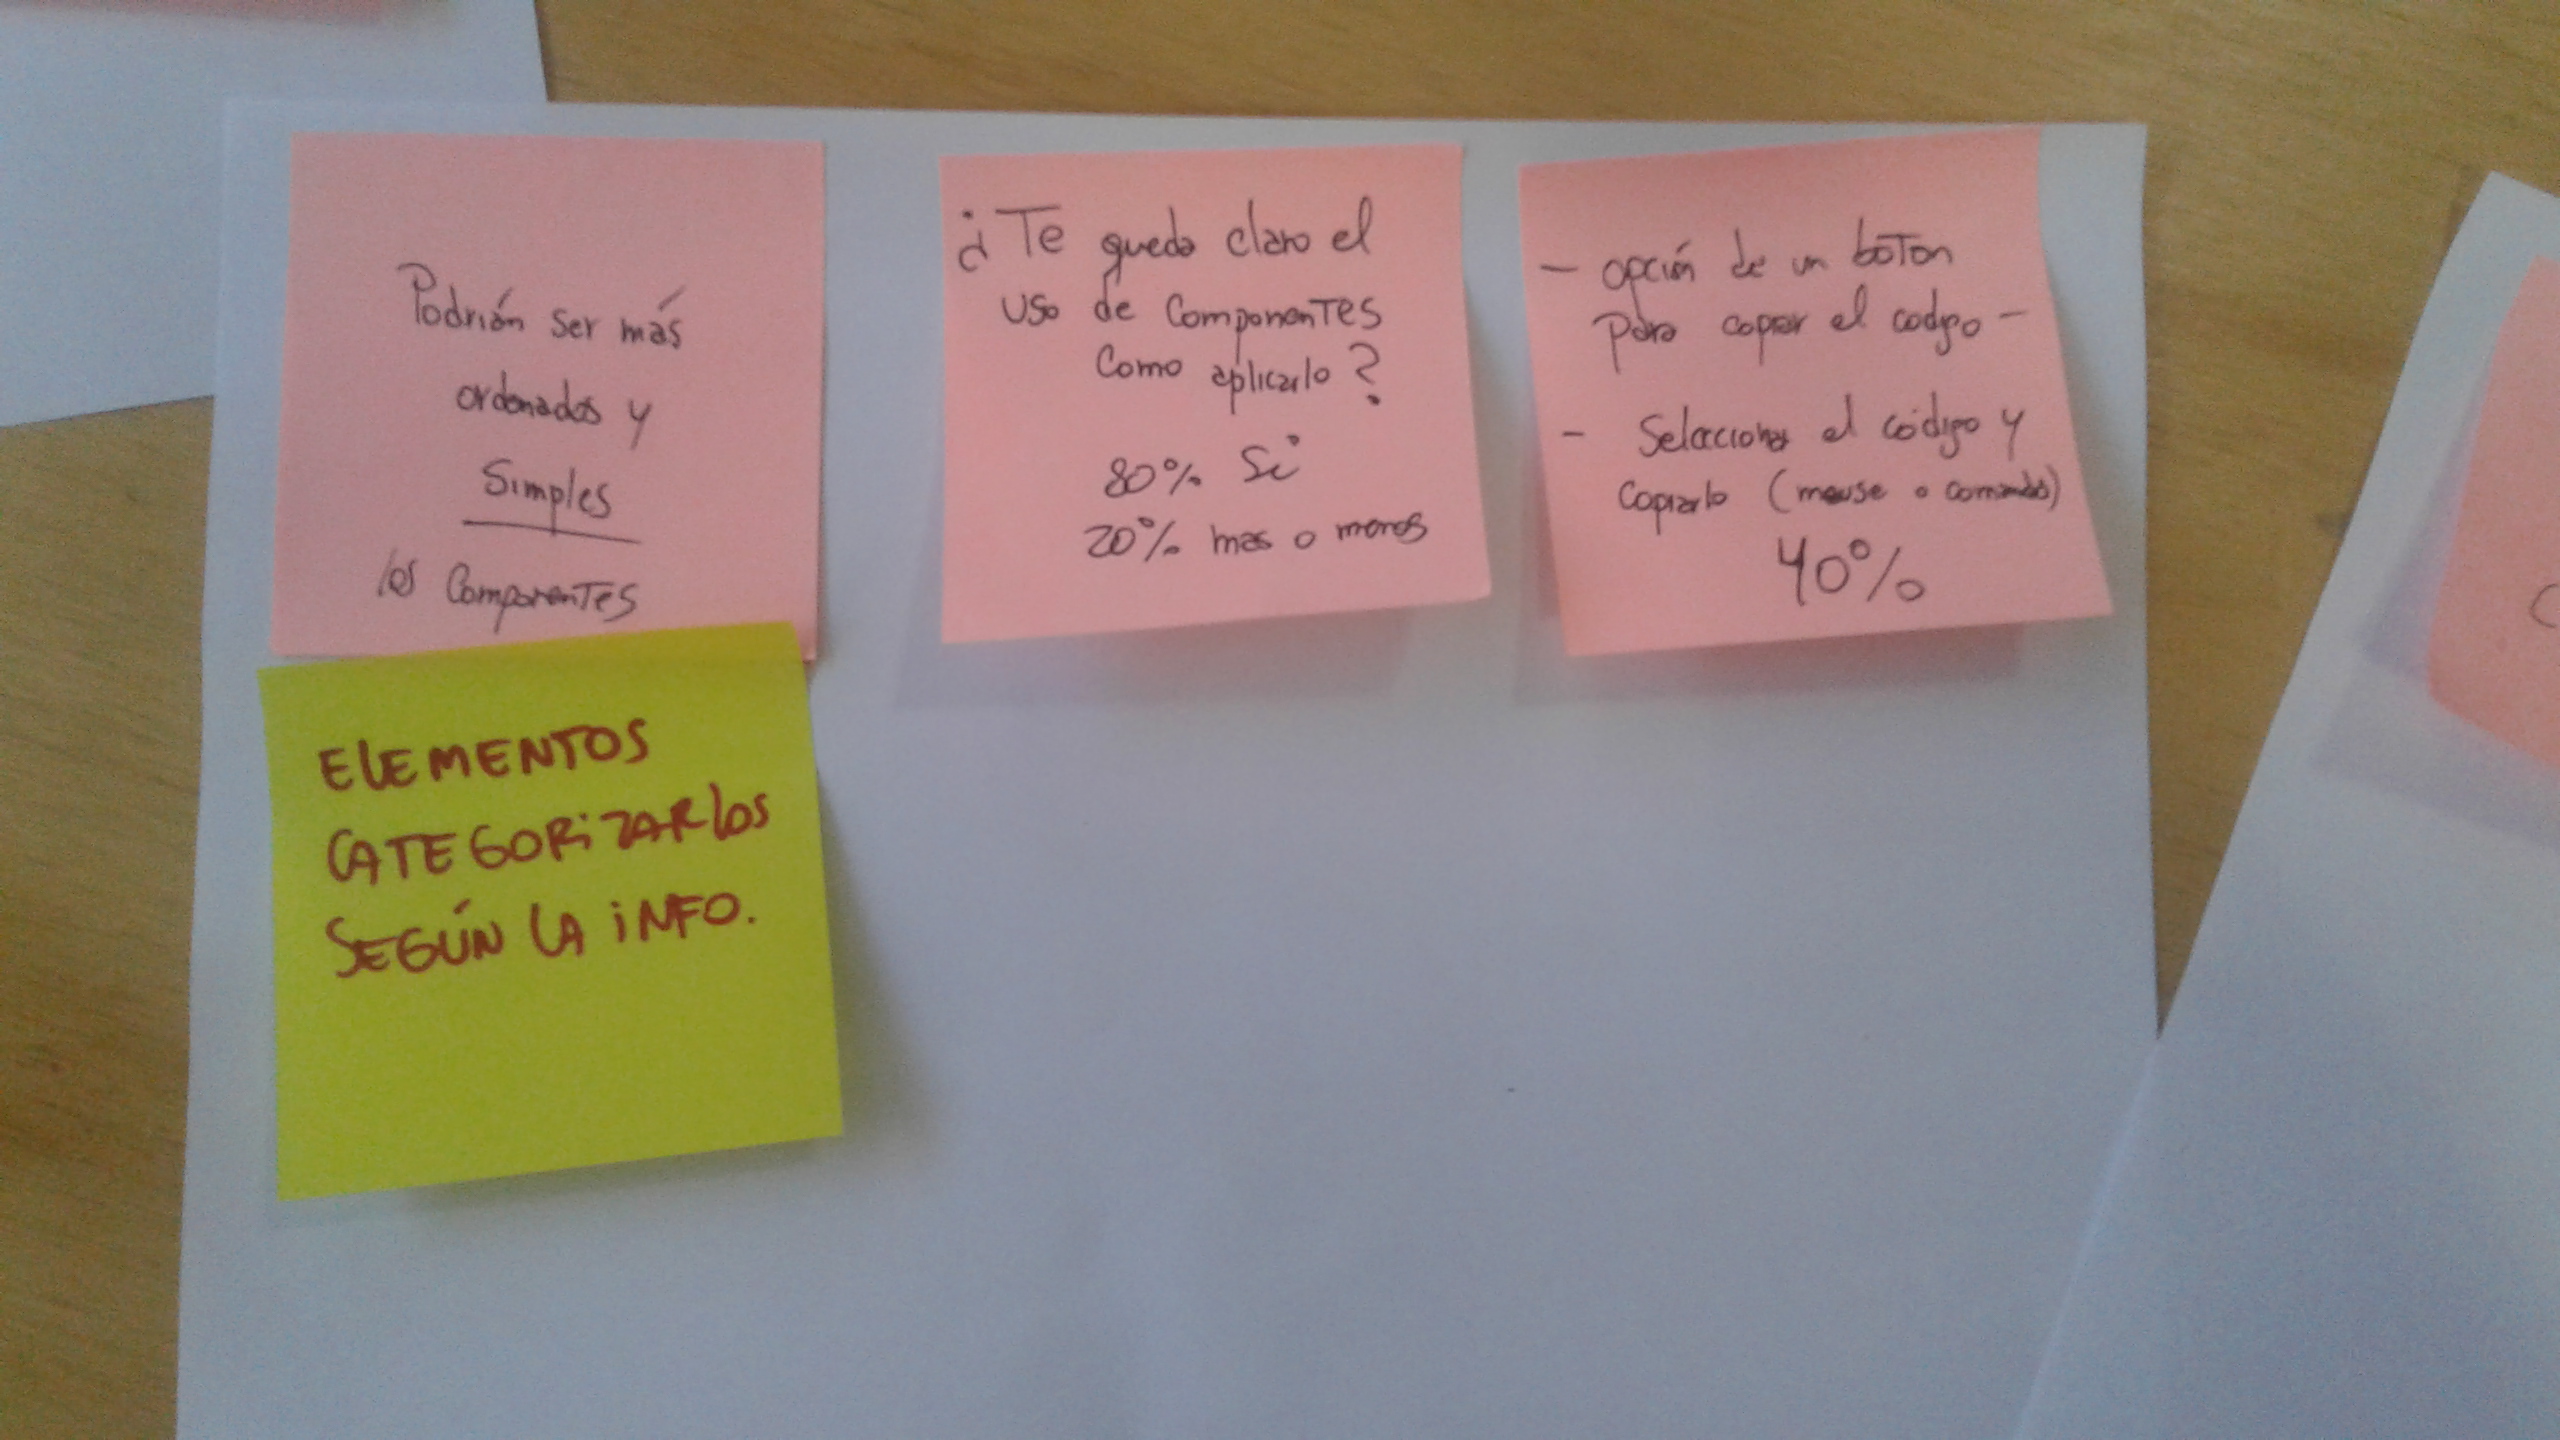 Podrían ser más
ordenados y
Simples
los Componentes
ELEMENTOS
CATEGORIZARLOS
SEGÚN LA INFO.
¿Te queda claro el
uso de Componentes
Como aplicarlo?
80% Si
20% mas o menos
- opción de un boton
para copiar el codigo -
- Seleccionar el código y
Copiarlo (mouse o comandos)
40%